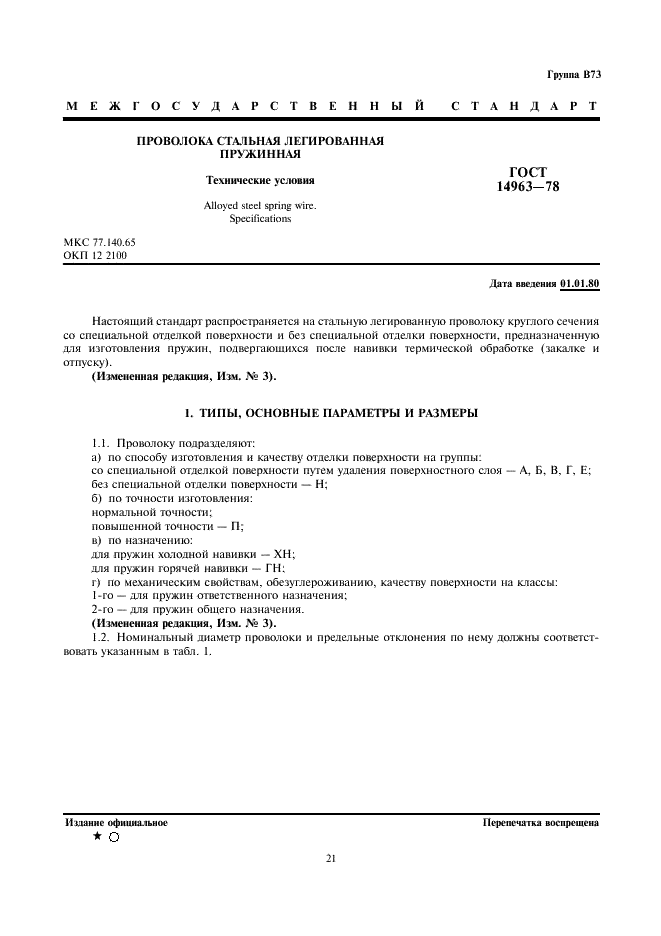 Группа В73
МЕЖГОСУДАРСТВЕННЫЙ СТАНДАРТ
ПРОВОЛОКА СТАЛЬНАЯ ЛЕГИРОВАННАЯ
ПРУЖИННАЯ
Технические условия
Alloyed steel spring wire.
Specifications
ГОСТ
14963—78
МКС 77.140.65
ОКП 12 2100
Дата введения 01.01.80
Настоящий стандарт распространяется на стальную легированную проволоку круглого сечения
со специальной отделкой поверхности и без специальной отделки поверхности, предназначенную
для изготовления пружин, подвергающихся после навивки термической обработке (закалке и
отпуску).
(Измененная редакция, Изм. № 3).
1. ТИПЫ, ОСНОВНЫЕ ПАРАМЕТРЫ И РАЗМЕРЫ
1.1. Проволоку подразделяют:
а) по способу изготовления и качеству отделки поверхности на группы:
со специальной отделкой поверхности путем удаления поверхностного слоя — А, Б, В, Г, Е;
без специальной отделки поверхности — Н;
б) по точности изготовления:
нормальной точности;
повышенной точности — П;
в) по назначению:
для пружин холодной навивки — ХН;
для пружин горячей навивки — ГН;
г) по механическим свойствам, обезуглероживанию, качеству поверхности на классы:
1-го — для пружин ответственного назначения;
2-го — для пружин общего назначения.
(Измененная редакция, Изм. № 3).
1.2. Номинальный диаметр проволоки и предельные отклонения по нему должны соответст-
вовать указанным в табл. 1.
Издание официальное
Перепечатка воспрещена
21